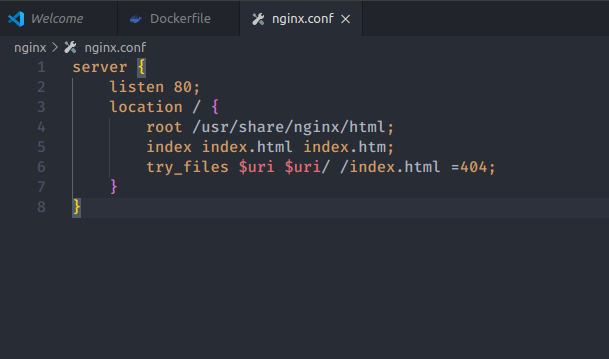 Welcome Dockerfile nginx.conf ×
nginx > nginx.conf
1 server {
2 listen 80;
3 location / {
4 root /usr/share/nginx/html;
5 index index.html index.htm;
6 try_files $uri $uri/ /index.html =404;
7 }
8 }